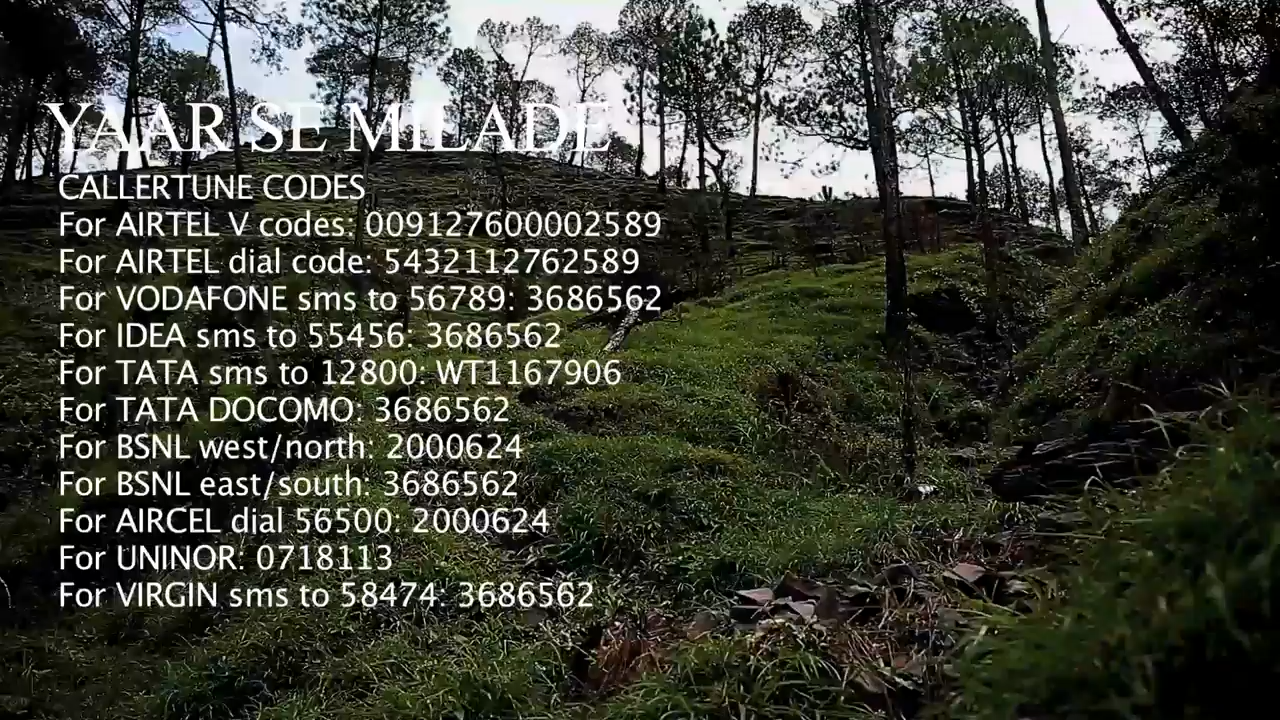 YAAR SE MILADE
CALLERTUNE CODES
For AIRTEL V codes: 009127600002589
For AIRTEL dial code: 5432112762589
For VODAFONE sms to 56789: 3686562
For IDEA sms to 55456: 3686562
For TATA sms to 12800: WT1167906
For TATA DOCOMO: 3686562
For BSNL west/north: 2000624
For BSNL east/south: 3686562
For AIRCEL dial 56500: 2000624
For UNINOR: 0718113
For VIRGIN sms to 58474: 3686562